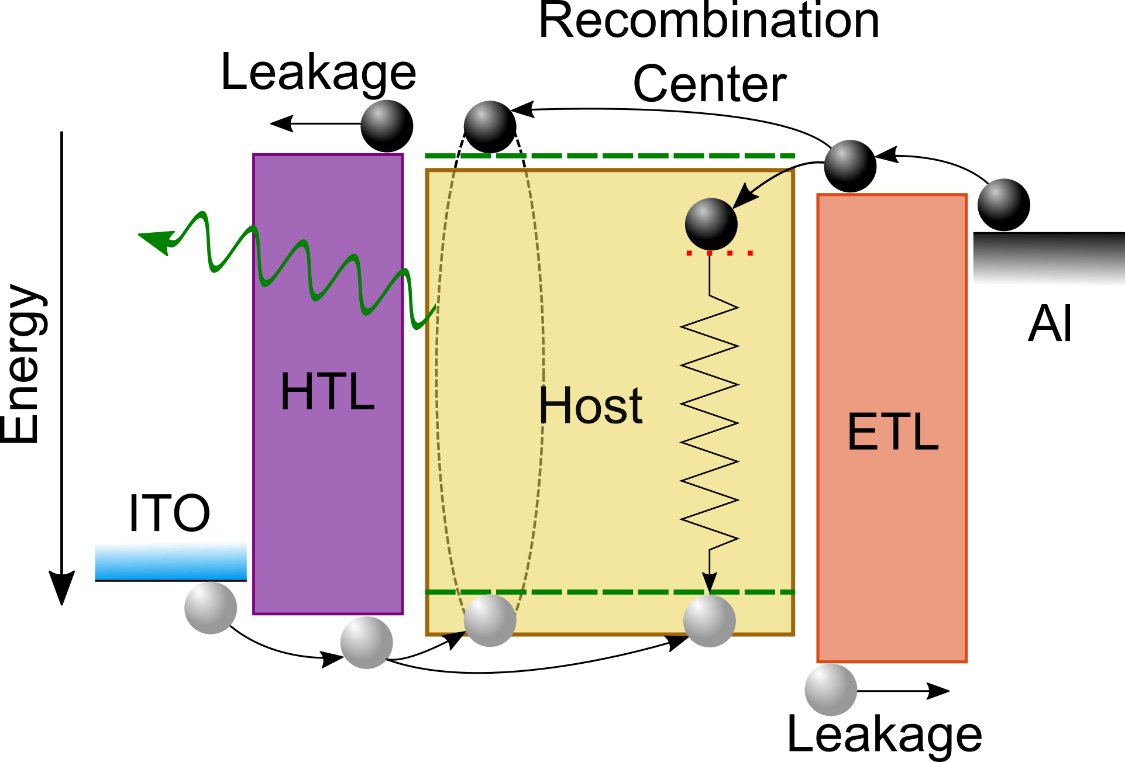 Recombination
Center
Leakage
Energy
HTL
Host
ETL
Al
ITO
Leakage